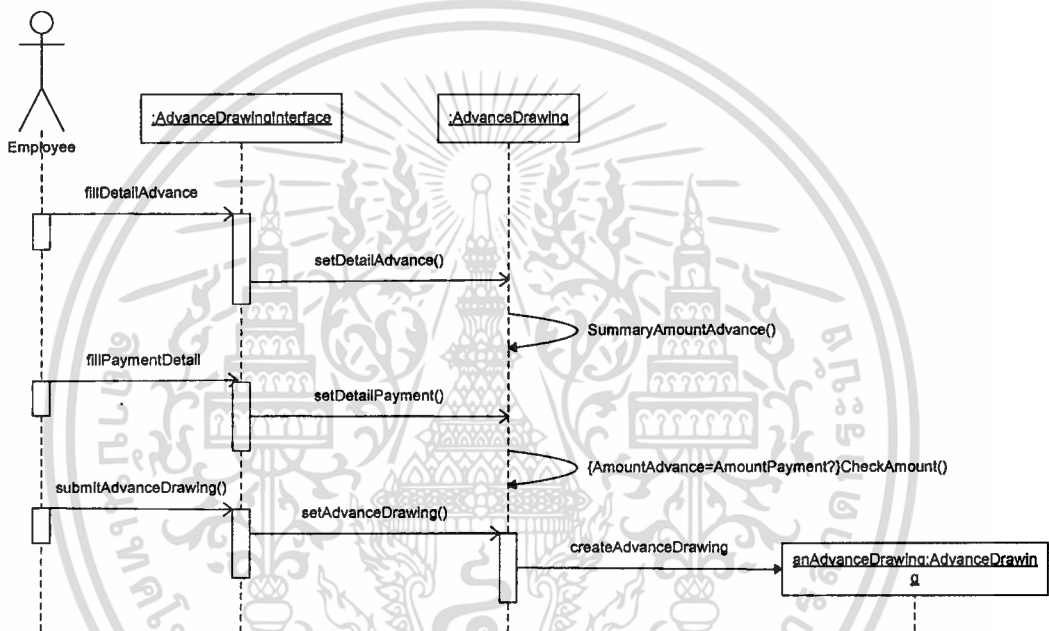 :AdvanceDrawingInterface
:AdvanceDrawing
Employee
fillDetailAdvance
setDetailAdvance()
SummaryAmountAdvance()
fillPaymentDetail
setDetailPayment()
{AmountAdvance=AmountPayment?}CheckAmount()
submitAdvanceDrawing()
setAdvanceDrawing()
createAdvanceDrawing
anAdvanceDrawing:AdvanceDrawin
g